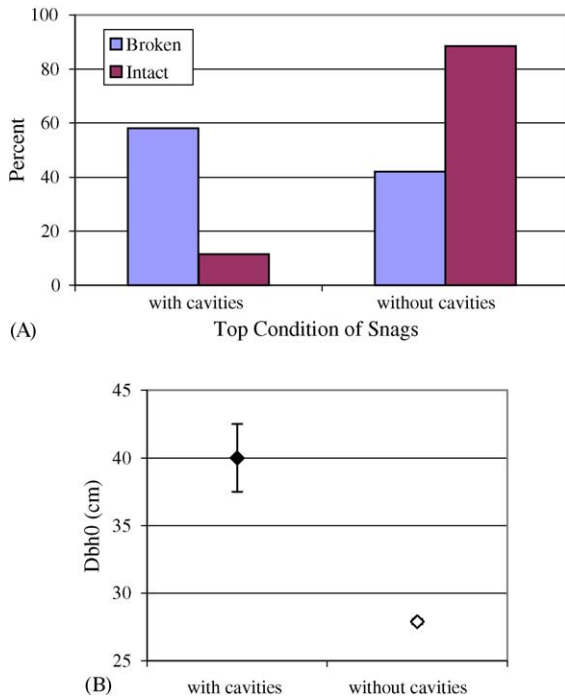 100
80
60
40
20
0
Percent
Broken
Intact
with cavities without cavities
(A) Top Condition of Snags
45
40
35
30
25
Dbh0 (cm)
with cavities without cavities
(B)